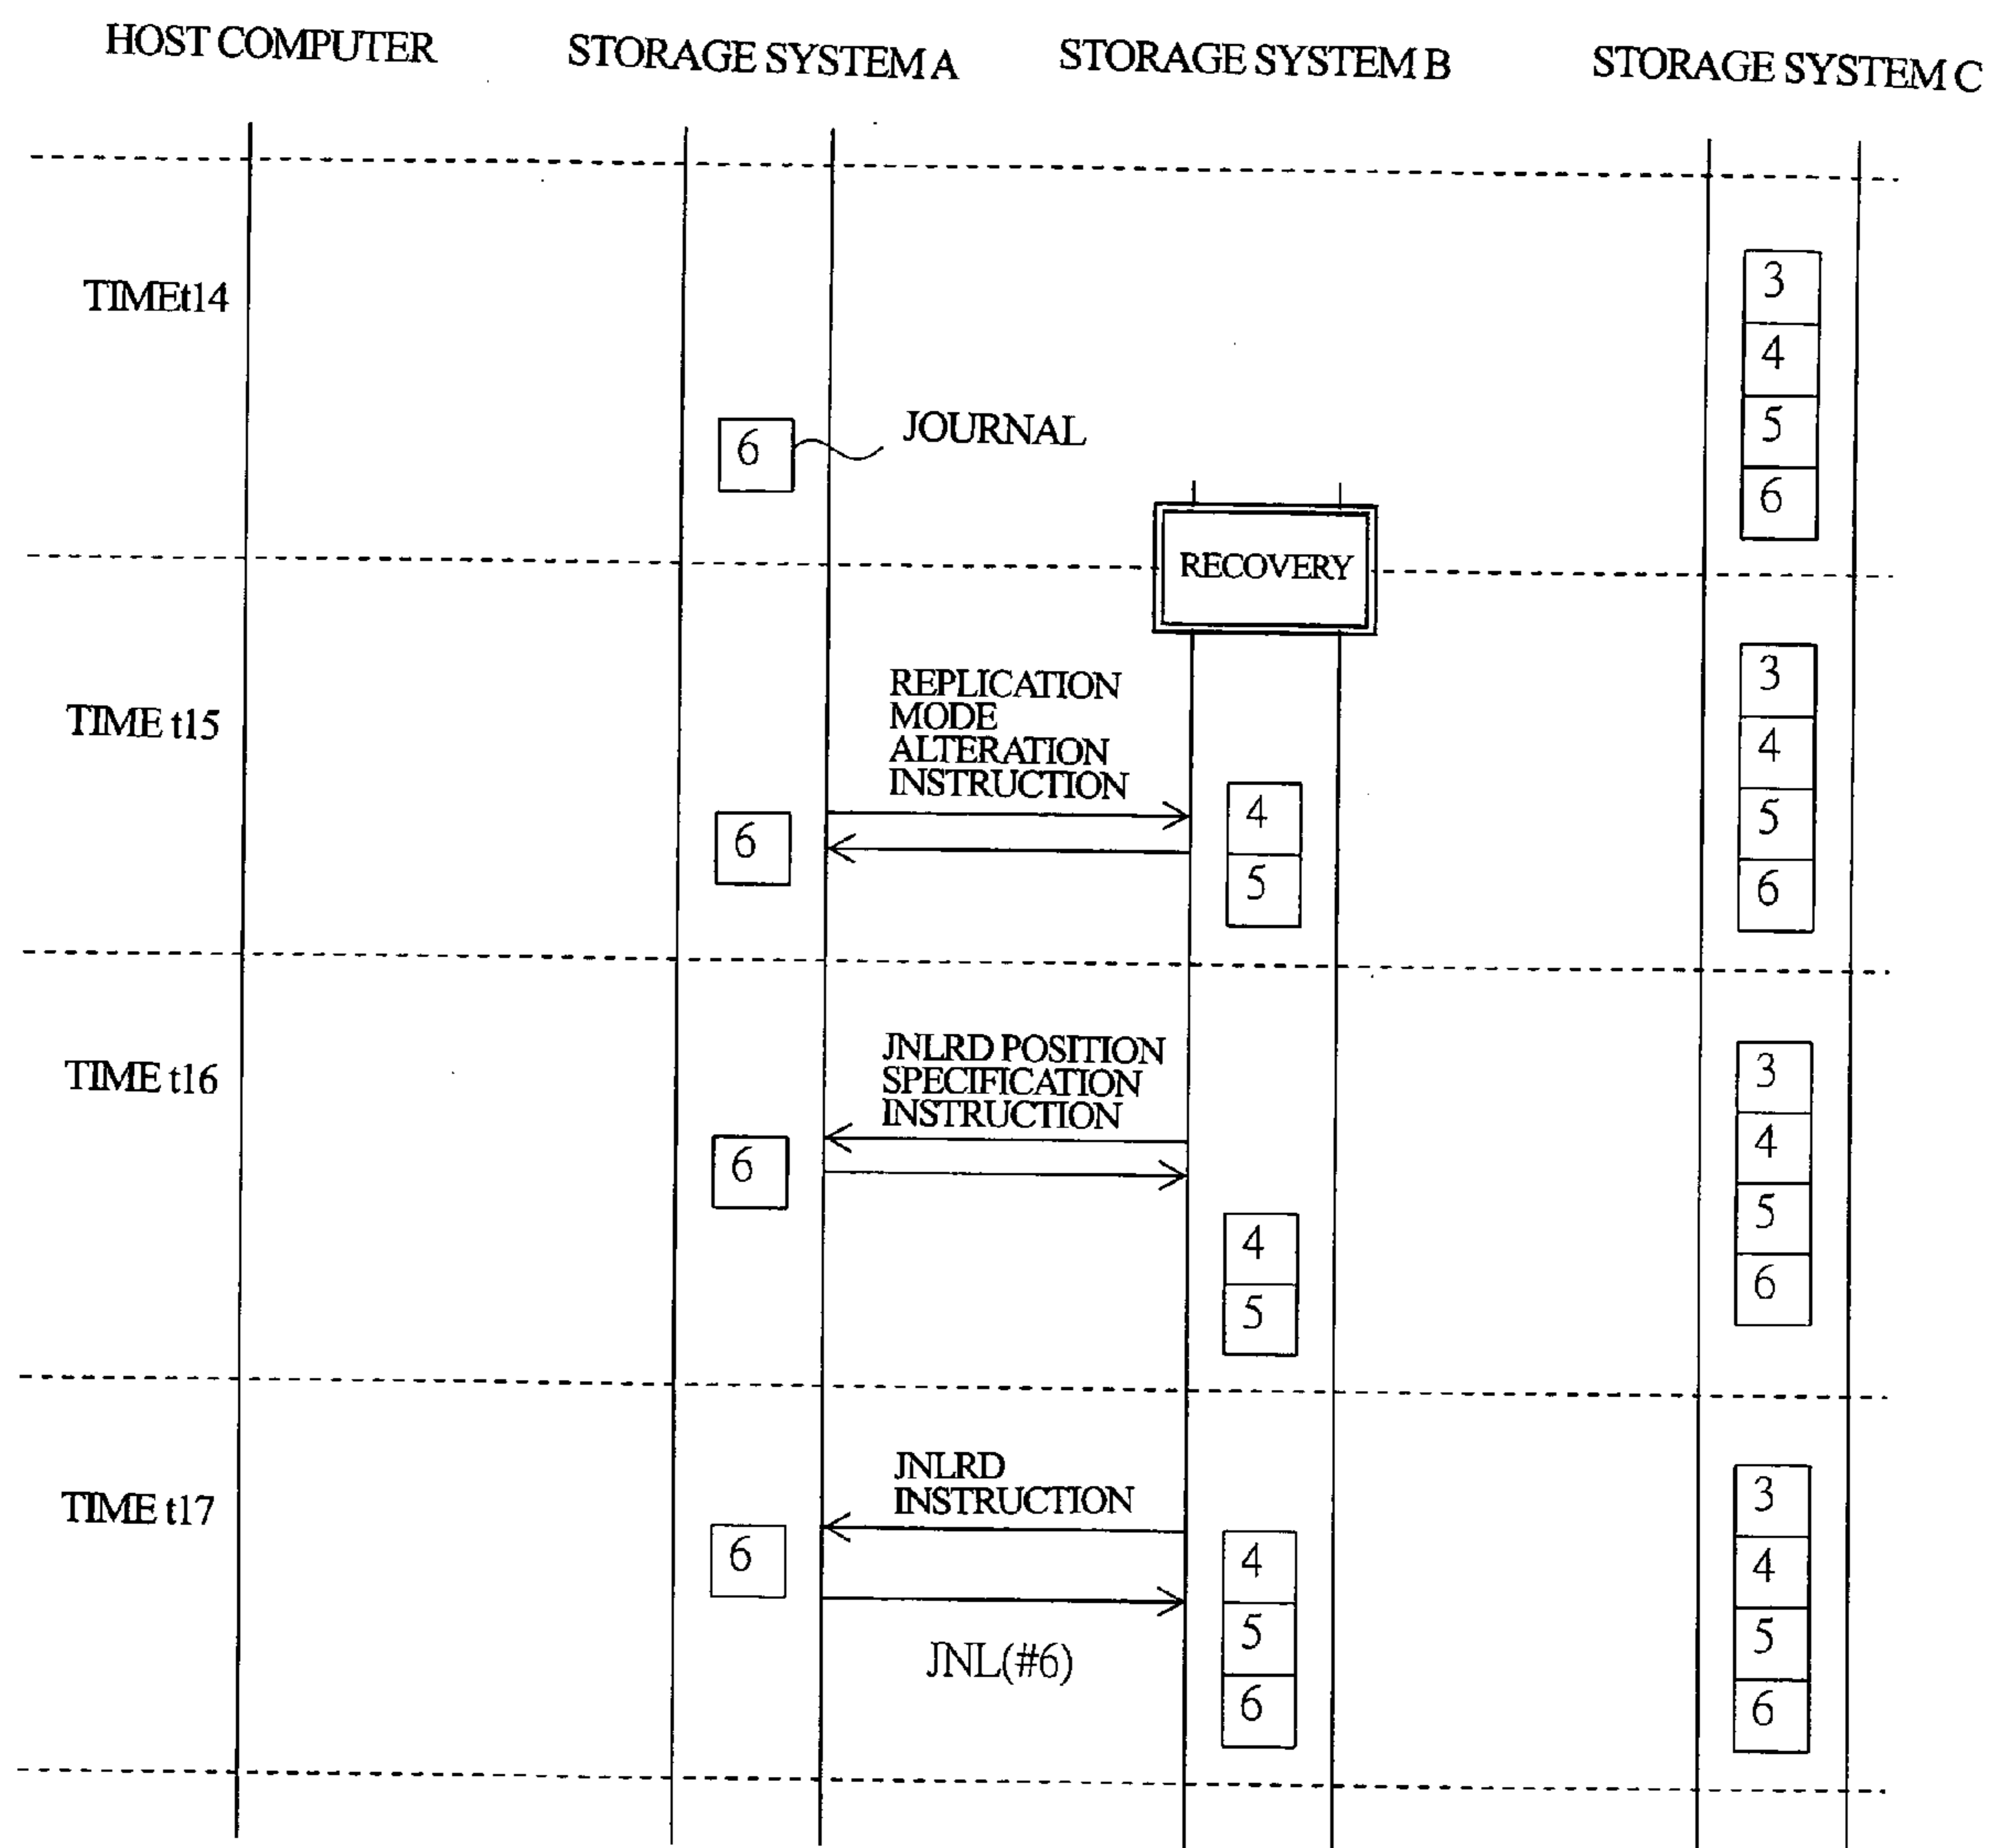 HOST COMPUTER
STORAGE SYSTEM A
STORAGE SYSTEM B
STORAGE SYSTEM C
TIMEt14
3
4
5
6
6
JOURNAL
RECOVERY
TIME t15
REPLICATION
MODE
ALTERATION
INSTRUCTION
6
4
5
3
4
5
6
TIME t16
JNLRD POSITION
SPECIFICATION
INSTRUCTION
6
4
5
3
4
5
6
TIME t17
JNLRD
INSTRUCTION
6
JNL(#6)
4
5
6
3
4
5
6